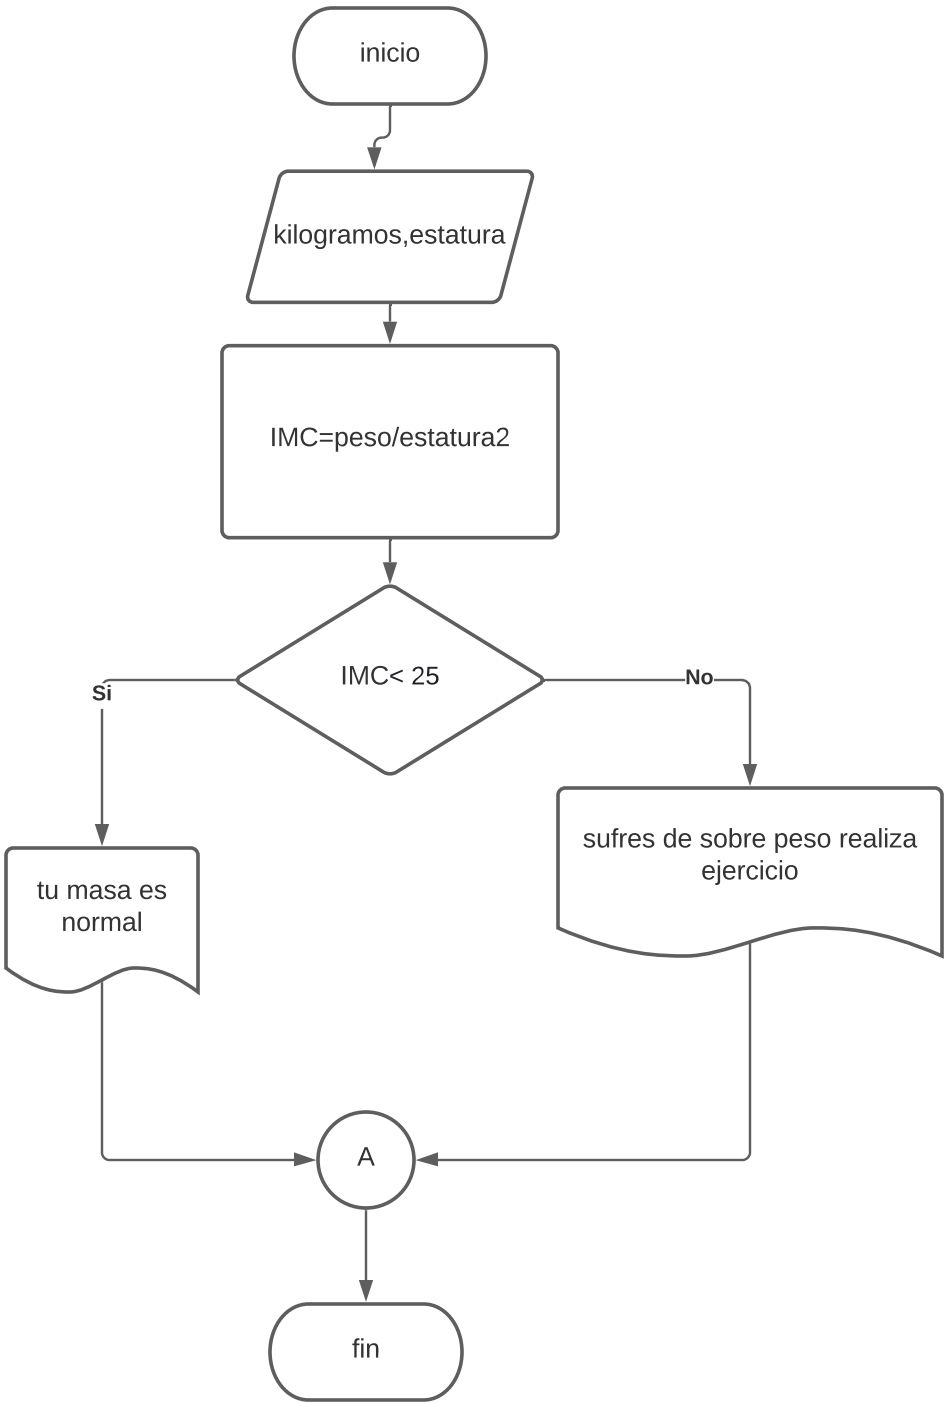 inicio
kilogramos,estatura
IMC=peso/estatura2
IMC< 25
Si
No
sufres de sobre peso realiza
ejercicio
tu masa es
normal
A
fin